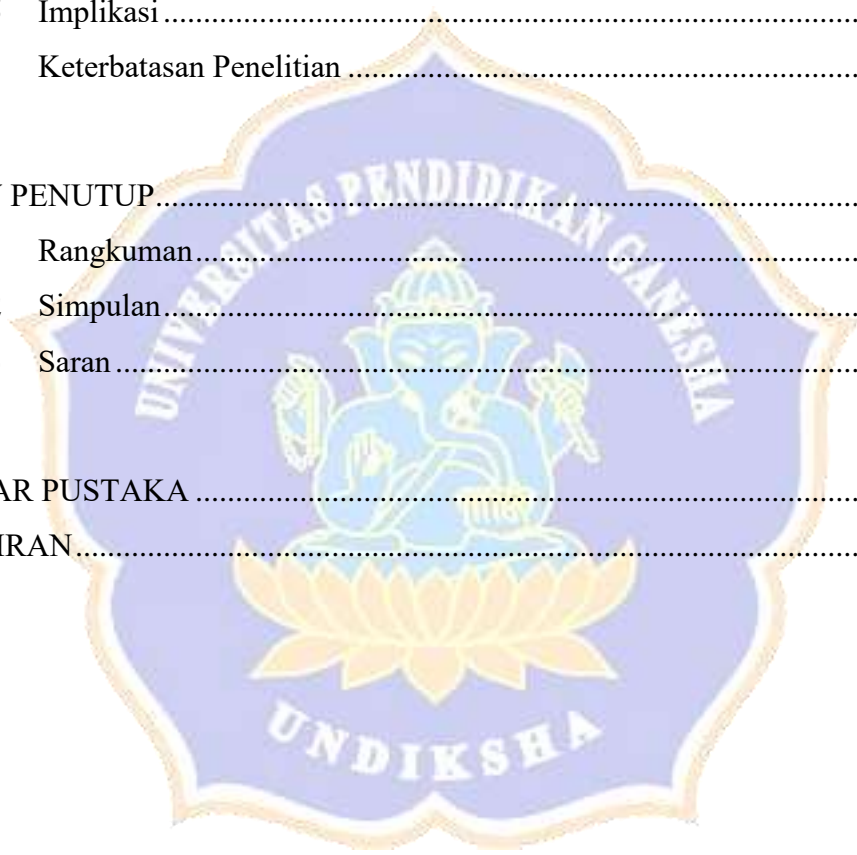 Implikasi ........................................................................................
Keterbatasan Penelitian ................................................................
PENUTUP........................................................................................
Rangkuman....................................................................................
Simpulan........................................................................................
Saran ..............................................................................................
AR PUSTAKA ...................................................................................
IRAN..................................................................................................
UNIVERSITAS PENDIDIKAN GANESHA
UNDIKSHA